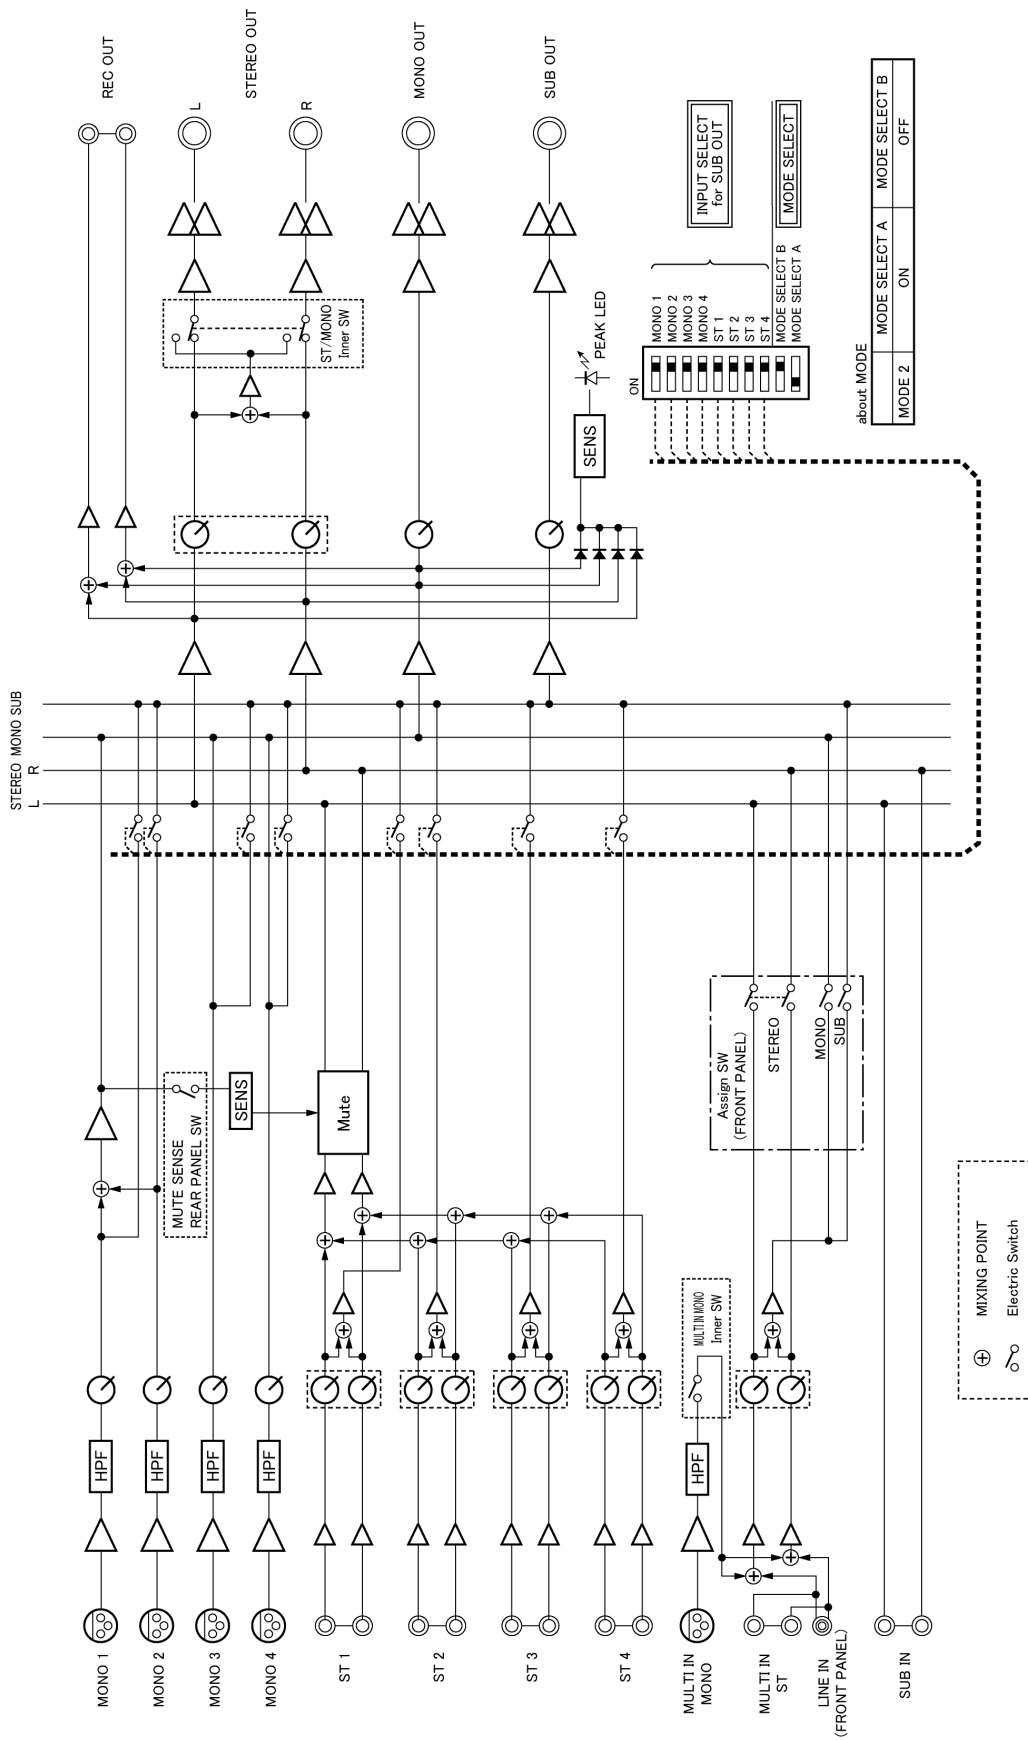 MONO 1
MONO 2
MONO 3
MONO 4
ST 1
ST 2
ST 3
ST 4
MULTI IN
MONO
MULTI IN
ST
LINE IN
(FRONT PANEL)
SUB IN
HPF
HPF
HPF
HPF
HPF
MULTI IN MONO
Inner SW
MIXING POINT
Electric Switch
MUTE SENSE
REAR PANEL SW
SENS
Mute
Assign SW
(FRONT PANEL)
STEREO
MONO
SUB
STEREO MONO SUB
L
R
ST/MONO
Inner SW
SENS
PEAK LED
REC OUT
STEREO OUT
L
R
MONO OUT
SUB OUT
ON
MONO 1
MONO 2
MONO 3
MONO 4
ST 1
ST 2
ST 3
ST 4
MODE SELECT B
MODE SELECT A
INPUT SELECT
for SUB OUT
MODE SELECT
about MODE
MODE SELECT A MODE SELECT B
MODE 2 ON OFF